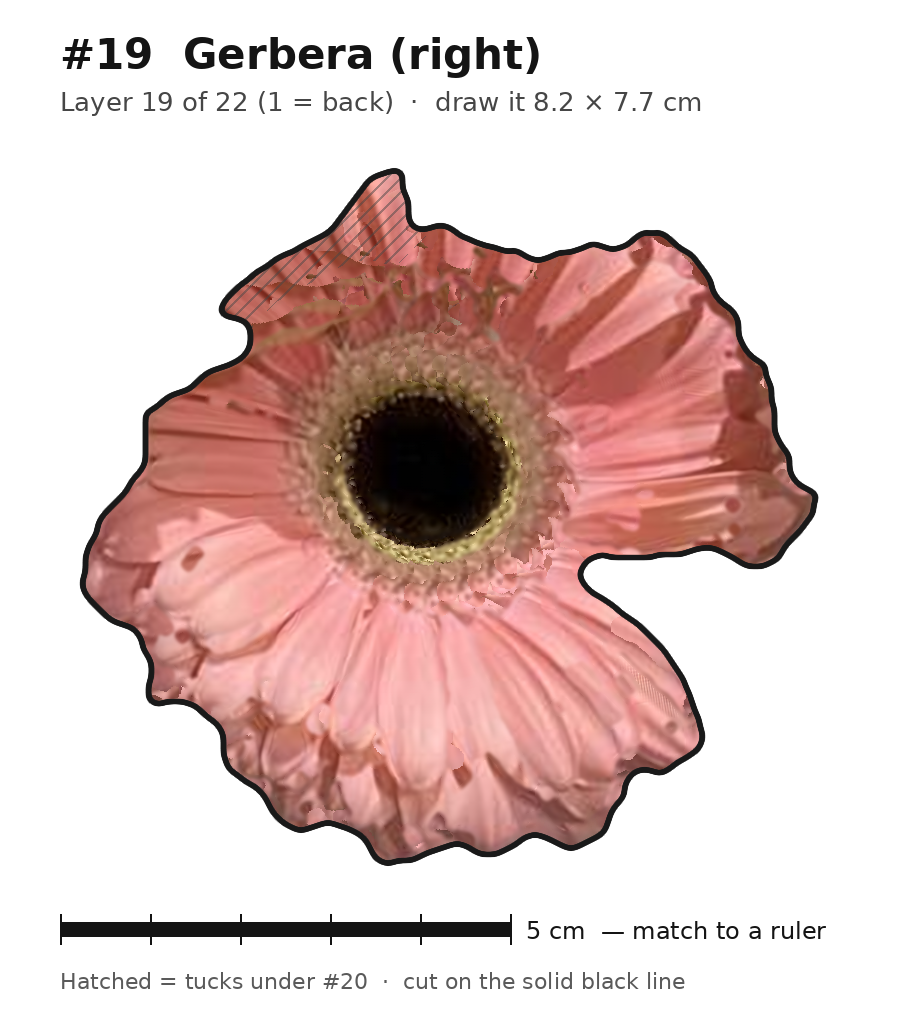 #19  Gerbera (right)
Layer 19 of 22 (1 = back)  ·  draw it 8.2 × 7.7 cm
5 cm  — match to a ruler
Hatched = tucks under #20  ·  cut on the solid black line